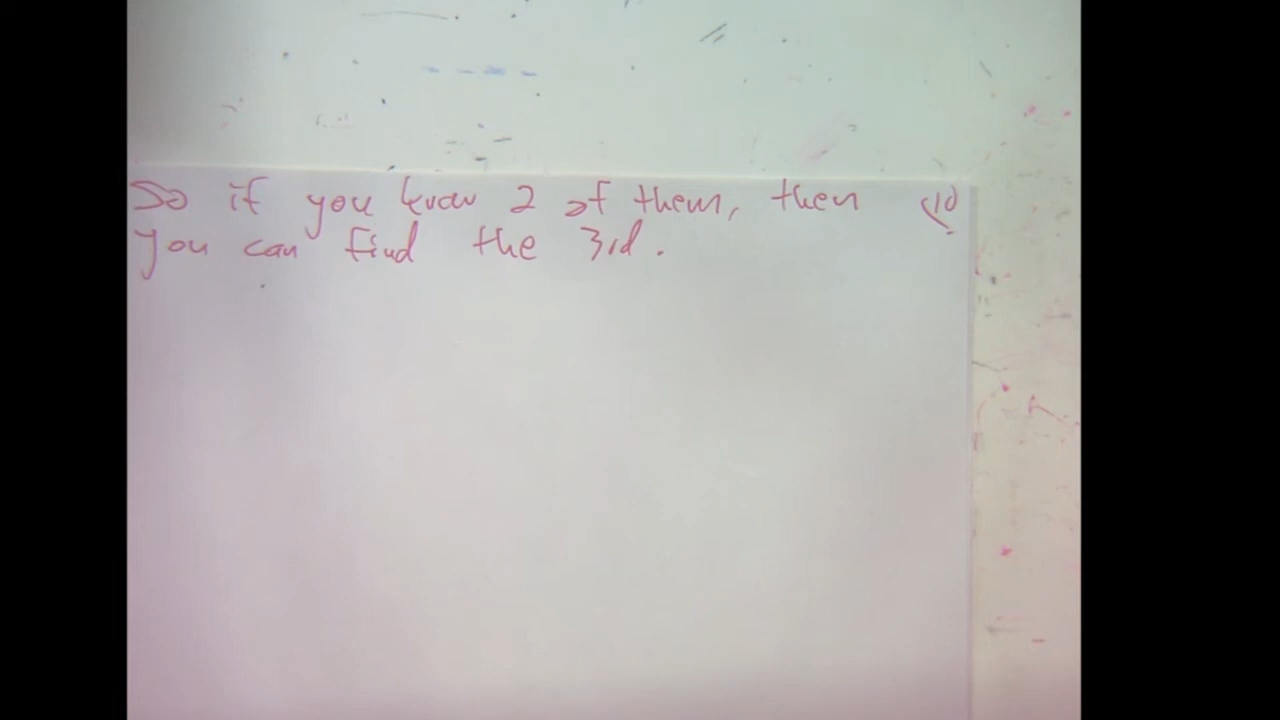 So if you know 2 of them, then
you can find the 3rd.